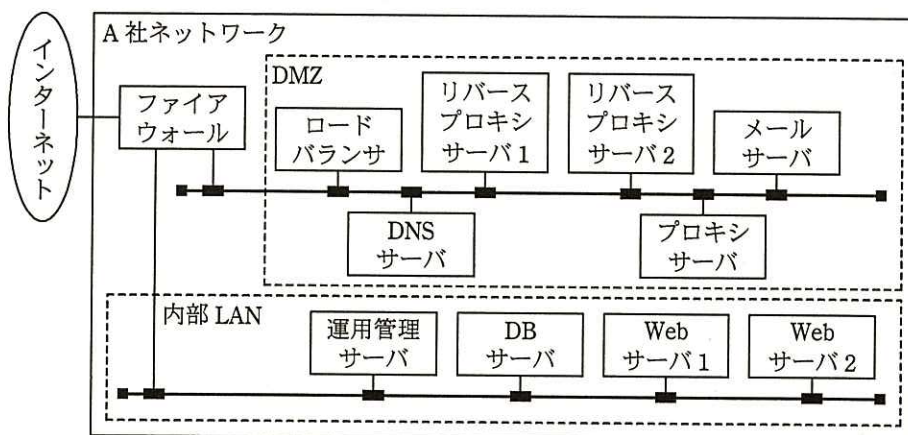 A 社ネットワーク
インターネット
ファイア
ウォール
DMZ
ロード
バランサ
リバース
プロキシ
サーバ 1
リバース
プロキシ
サーバ 2
メール
サーバ
DNS
サーバ
プロキシ
サーバ
内部 LAN
運用管理
サーバ
DB
サーバ
Web
サーバ 1
Web
サーバ 2